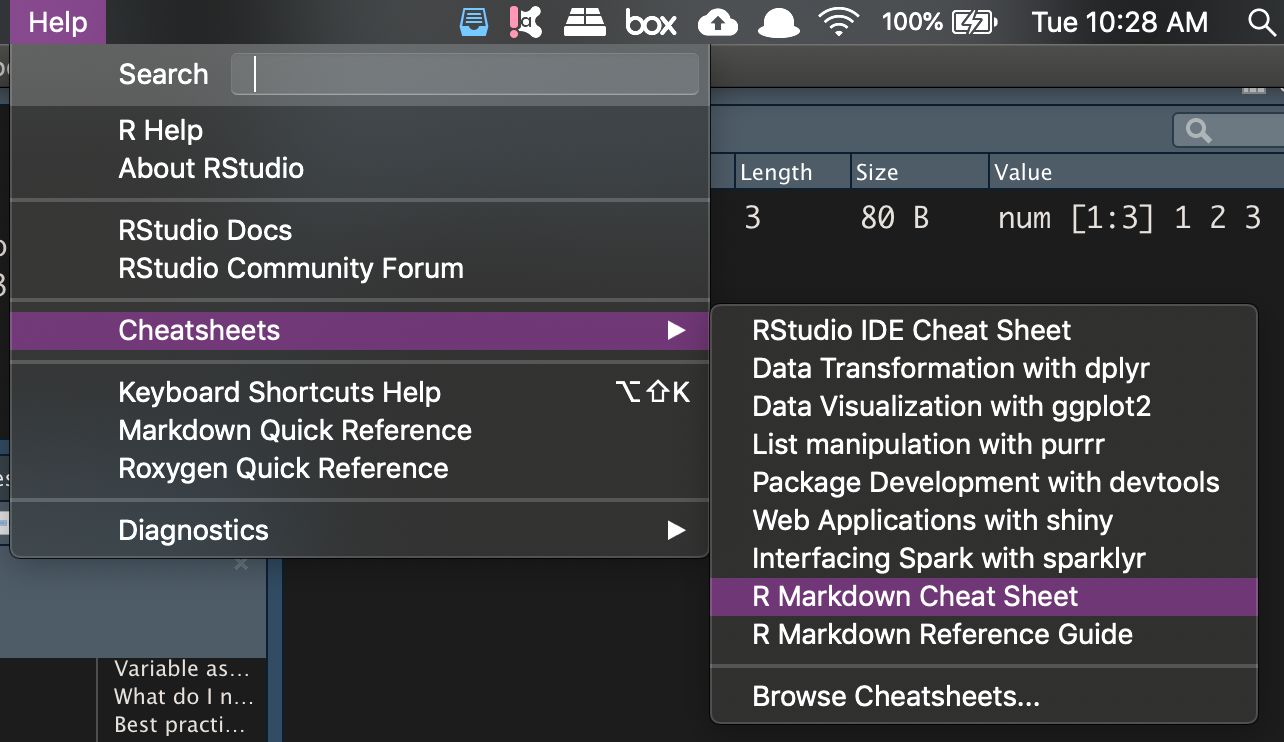 Help
box
100%
Tue 10:28 AM
Search
R Help
About RStudio
RStudio Docs
RStudio Community Forum
Cheatsheets
Keyboard Shortcuts Help ⌥⇧K
Markdown Quick Reference
Roxygen Quick Reference
Diagnostics
Length Size Value
3 80 B num [1:3] 1 2 3
RStudio IDE Cheat Sheet
Data Transformation with dplyr
Data Visualization with ggplot2
List manipulation with purrr
Package Development with devtools
Web Applications with shiny
Interfacing Spark with sparklyr
R Markdown Cheat Sheet
R Markdown Reference Guide
Browse Cheatsheets...
Variable as...
What do I n...
Best practi...